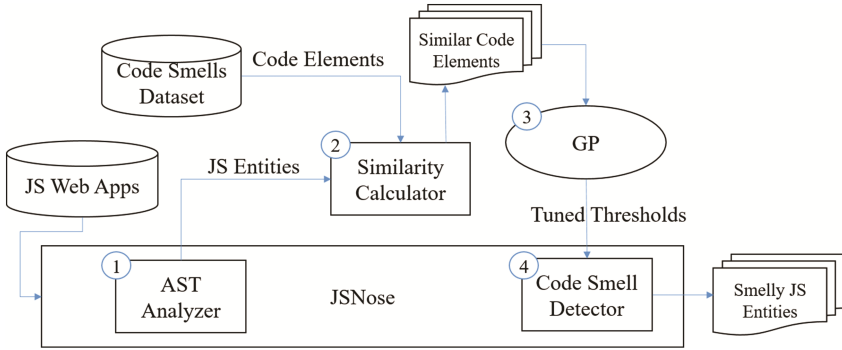 Similar Code
Elements
Code Smells
Dataset
Code Elements
3
GP
2
Similarity
Calculator
JS Entities
JS Web Apps
Tuned Thresholds
1
AST
Analyzer
JSNose
4
Code Smell
Detector
Smelly JS
Entities